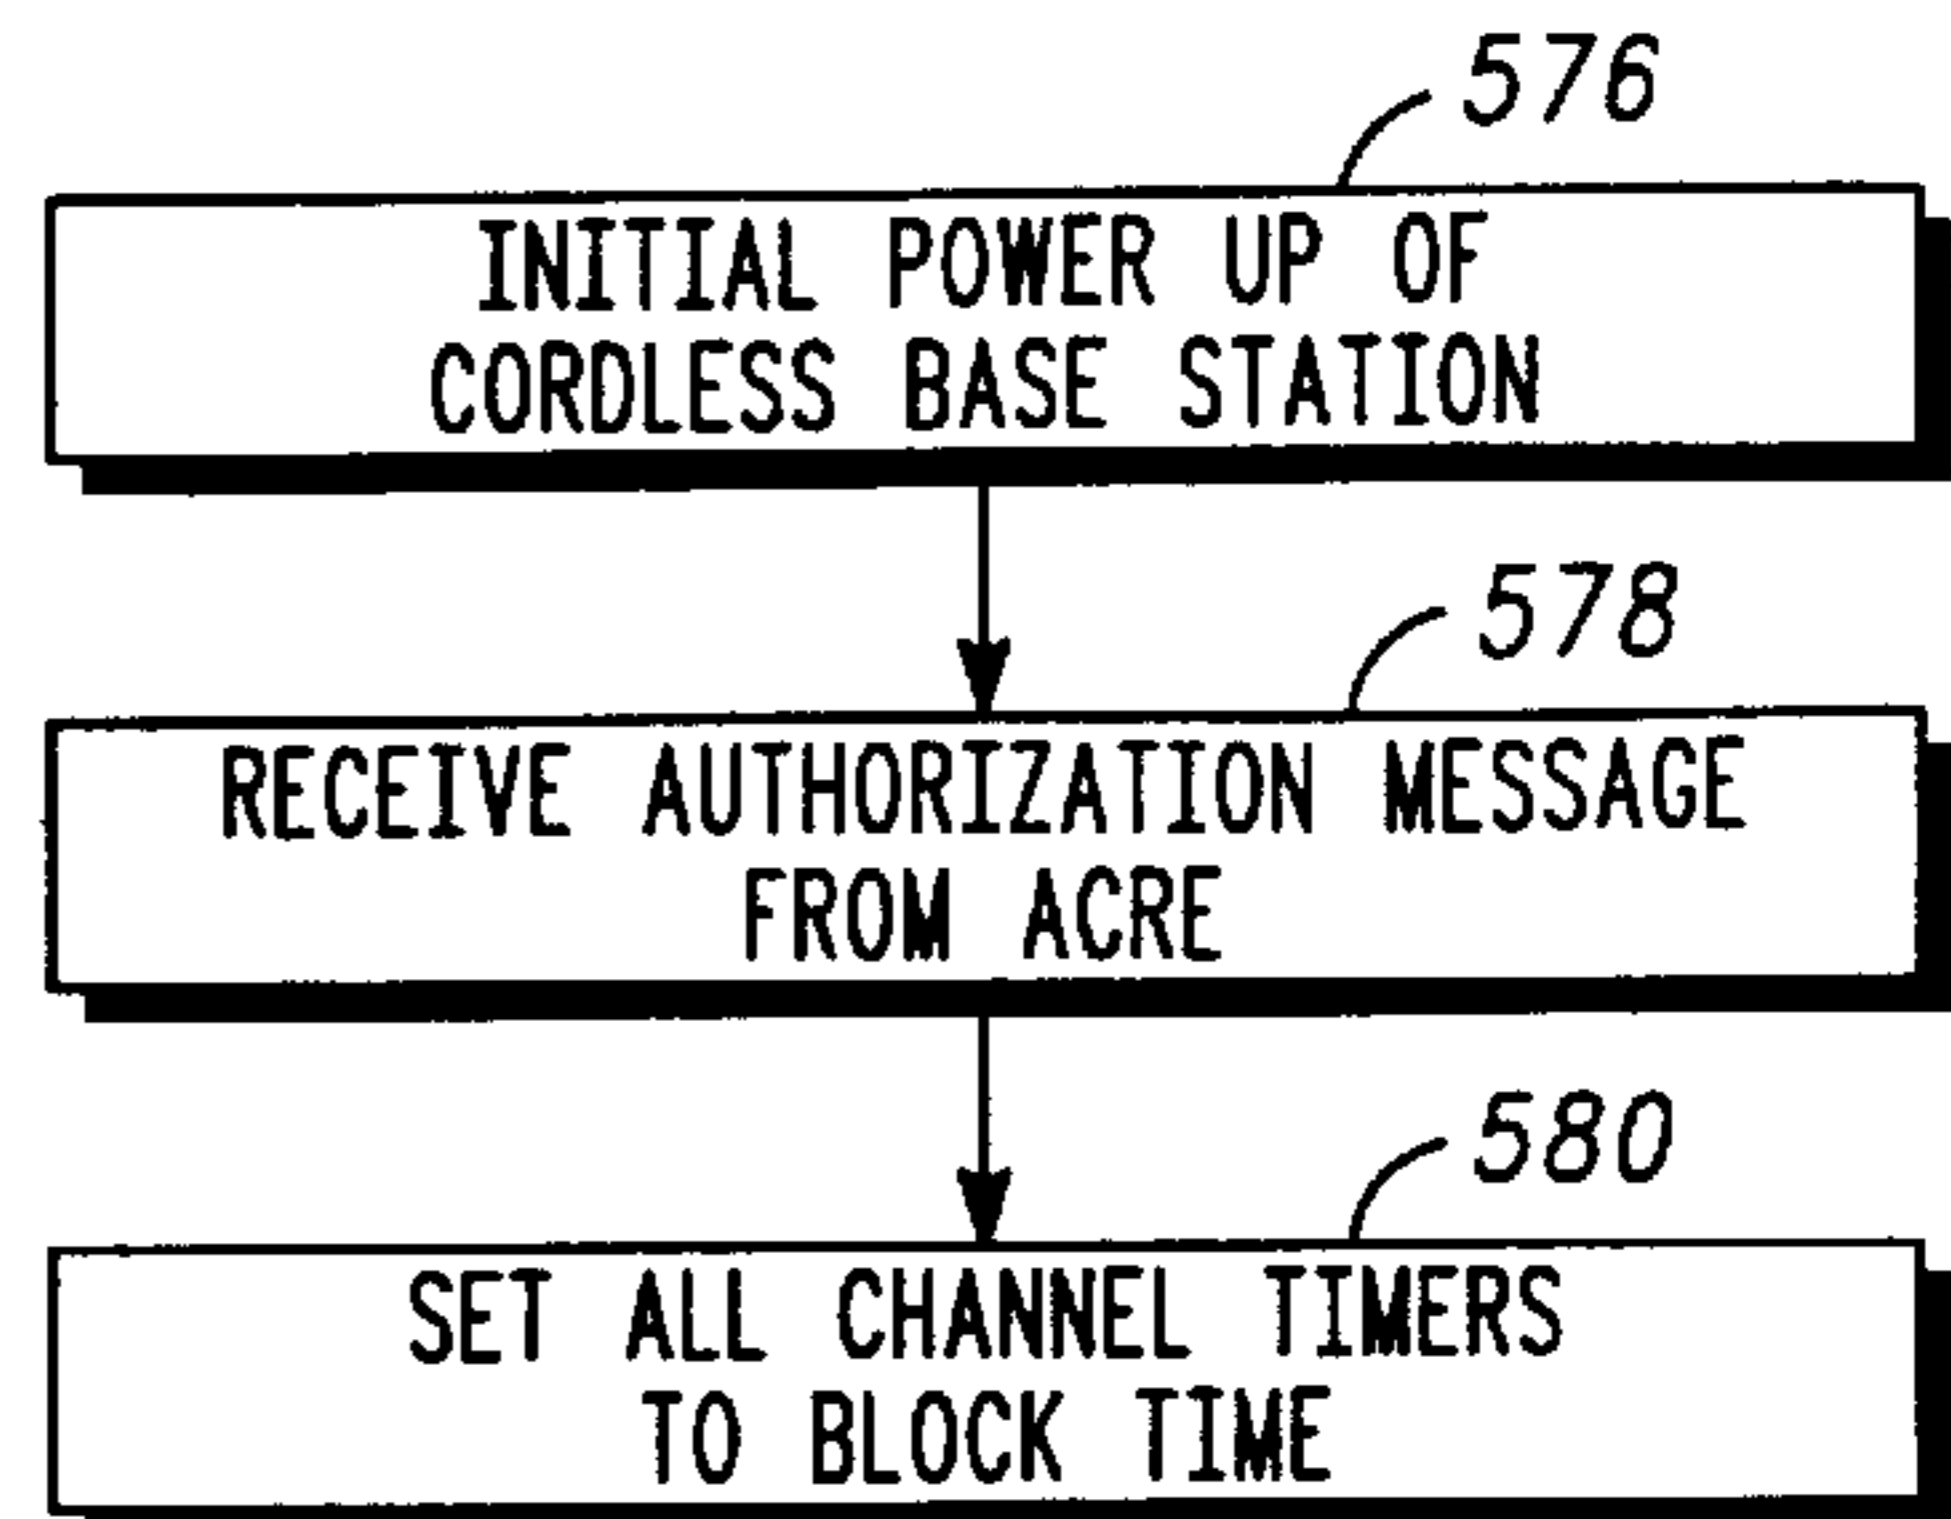 576
INITIAL POWER UP OF
CORDLESS BASE STATION
578
RECEIVE AUTHORIZATION MESSAGE
FROM ACRE
580
SET ALL CHANNEL TIMERS
TO BLOCK TIME